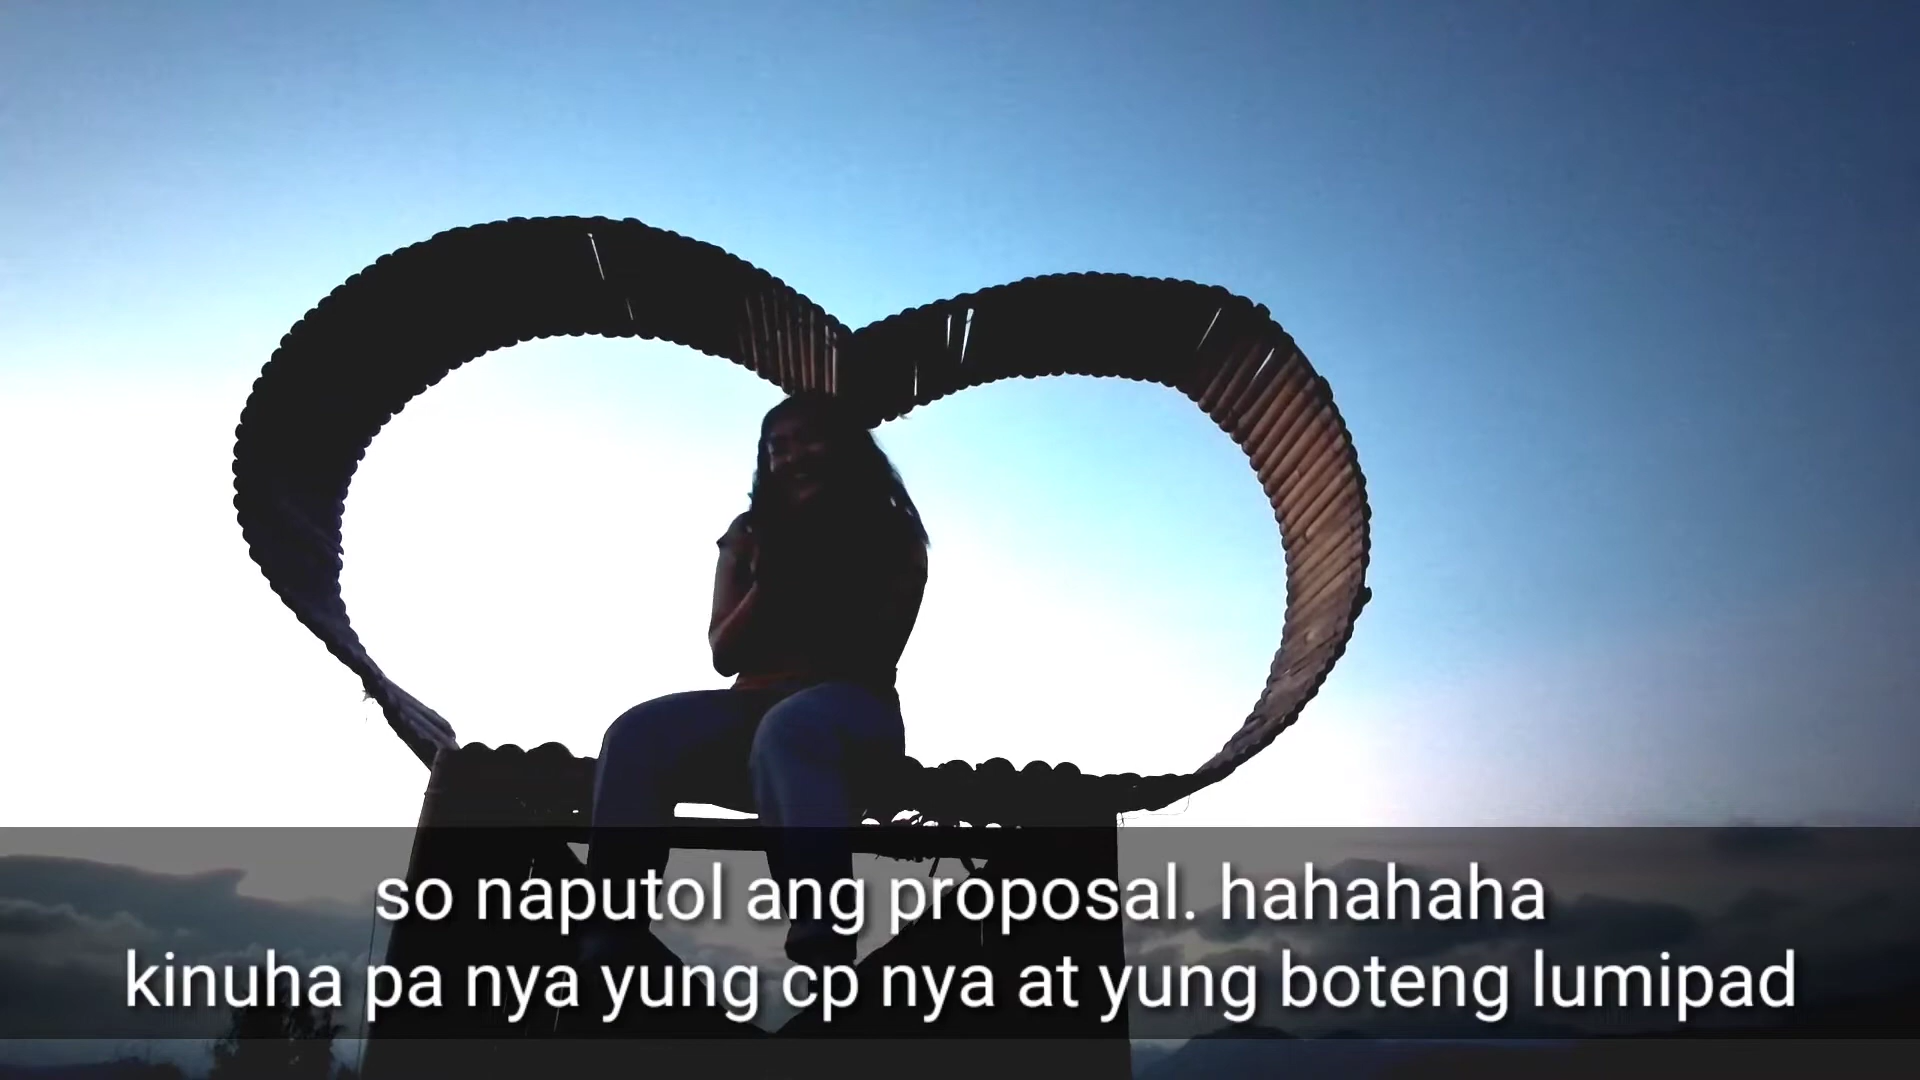 so naputol ang proposal. hahahaha
kinuha pa nya yung cp nya at yung boteng lumipad